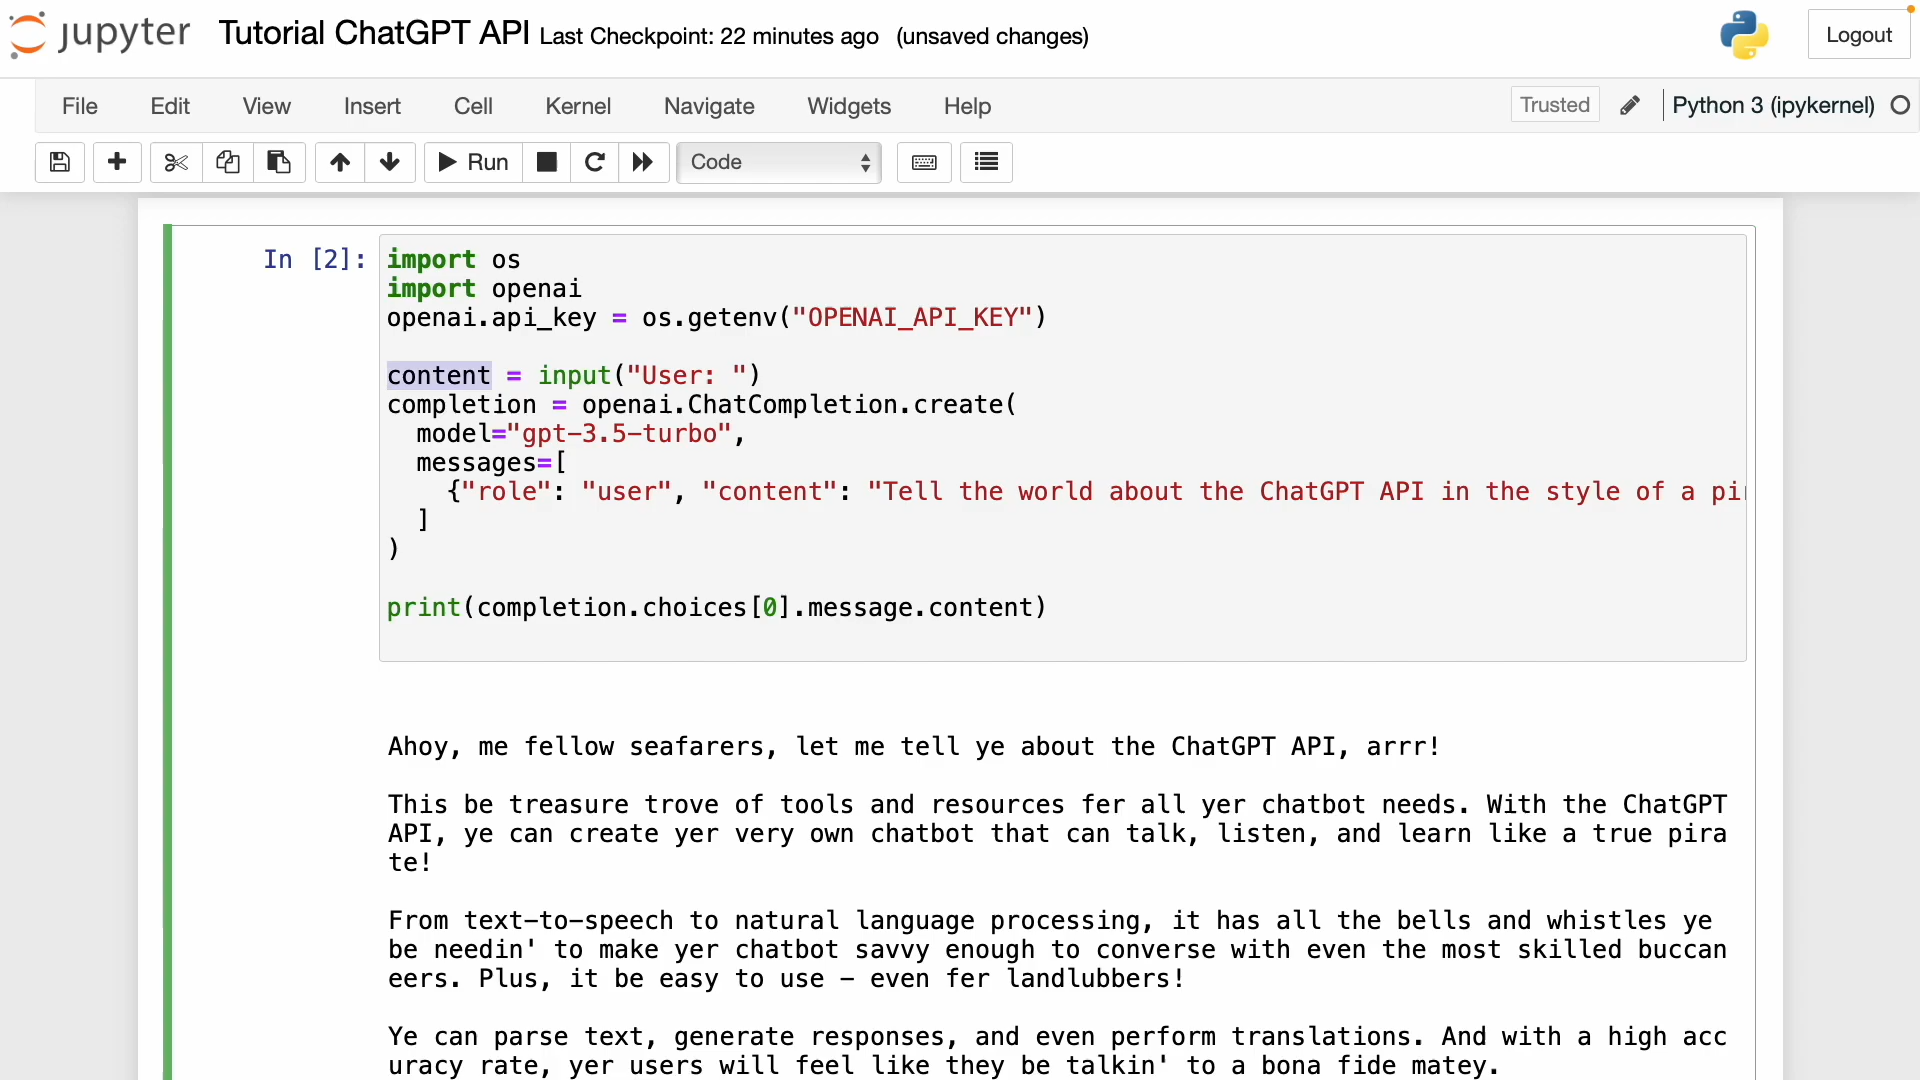 jupyter Tutorial ChatGPT API Last Checkpoint: 22 minutes ago (unsaved changes) Logout
File Edit View Insert Cell Kernel Navigate Widgets Help Trusted Python 3 (ipykernel)
Run Code
In [2]: import os
import openai
openai.api_key = os.getenv("OPENAI_API_KEY")
content = input("User: ")
completion = openai.ChatCompletion.create(
model="gpt-3.5-turbo",
messages=[
{"role": "user", "content": "Tell the world about the ChatGPT API in the style of a pi
]
)
print(completion.choices[0].message.content)
Ahoy, me fellow seafarers, let me tell ye about the ChatGPT API, arrr!
This be treasure trove of tools and resources fer all yer chatbot needs. With the ChatGPT
API, ye can create yer very own chatbot that can talk, listen, and learn like a true pira
te!
From text-to-speech to natural language processing, it has all the bells and whistles ye
be needin' to make yer chatbot savvy enough to converse with even the most skilled buccan
eers. Plus, it be easy to use – even fer landlubbers!
Ye can parse text, generate responses, and even perform translations. And with a high acc
uracy rate, yer users will feel like they be talkin' to a bona fide matey.